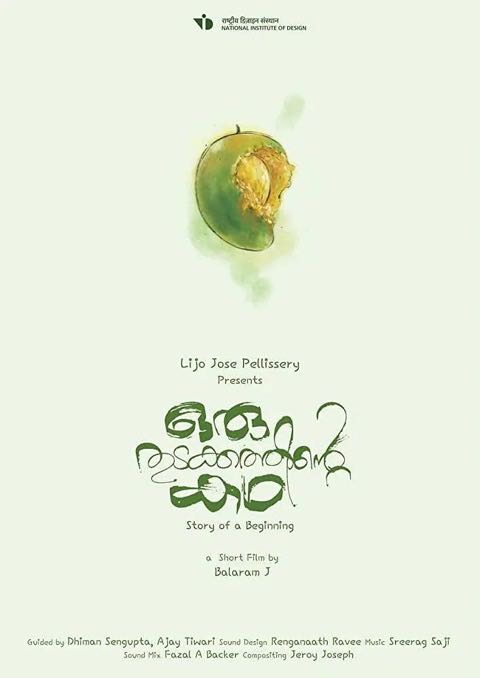 राष्ट्रीय डिज़ाइन संस्थान
NATIONAL INSTITUTE OF DESIGN
Lijo Jose Pellissery
Presents
ഒരു
തുടക്കത്തിന്റെ
കഥ
Story of a Beginning
a Short Film by
Balaram J
Guided by Dhiman Sengupta, Ajay Tiwari Sound Design Renganaath Ravee Music Sreerag Saji
Sound Mix Fazal A Backer Compositing Jeroy Joseph